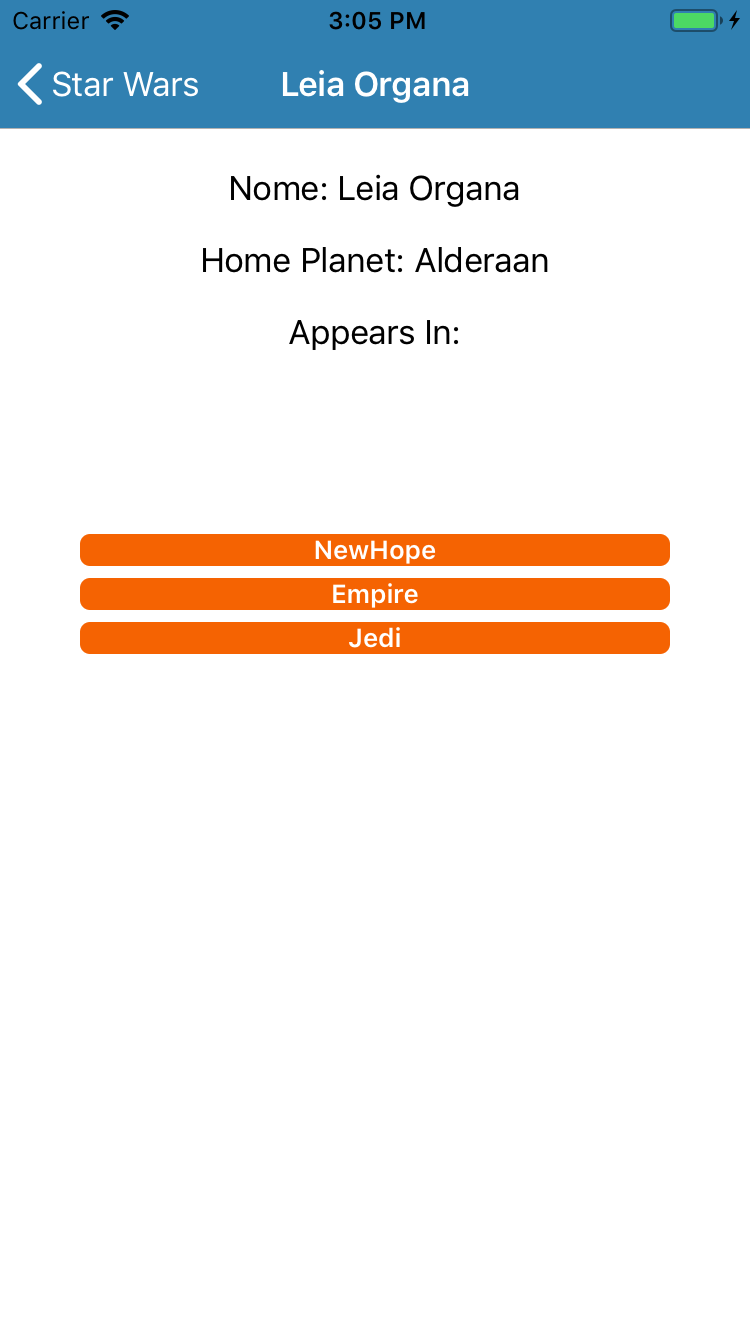 Carrier 3:05 PM
Star Wars Leia Organa
Nome: Leia Organa
Home Planet: Alderaan
Appears In:
NewHope
Empire
Jedi